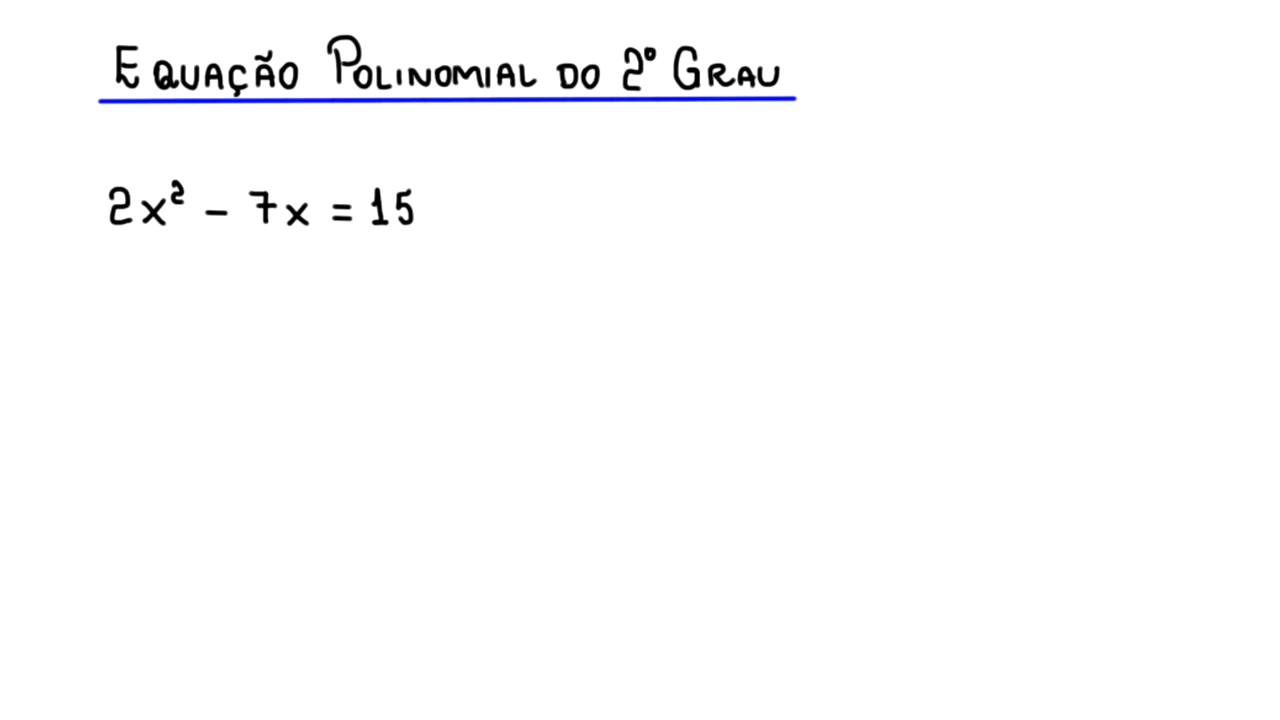 Equação Polinomial do 2º Grau
2x² - 7x = 15